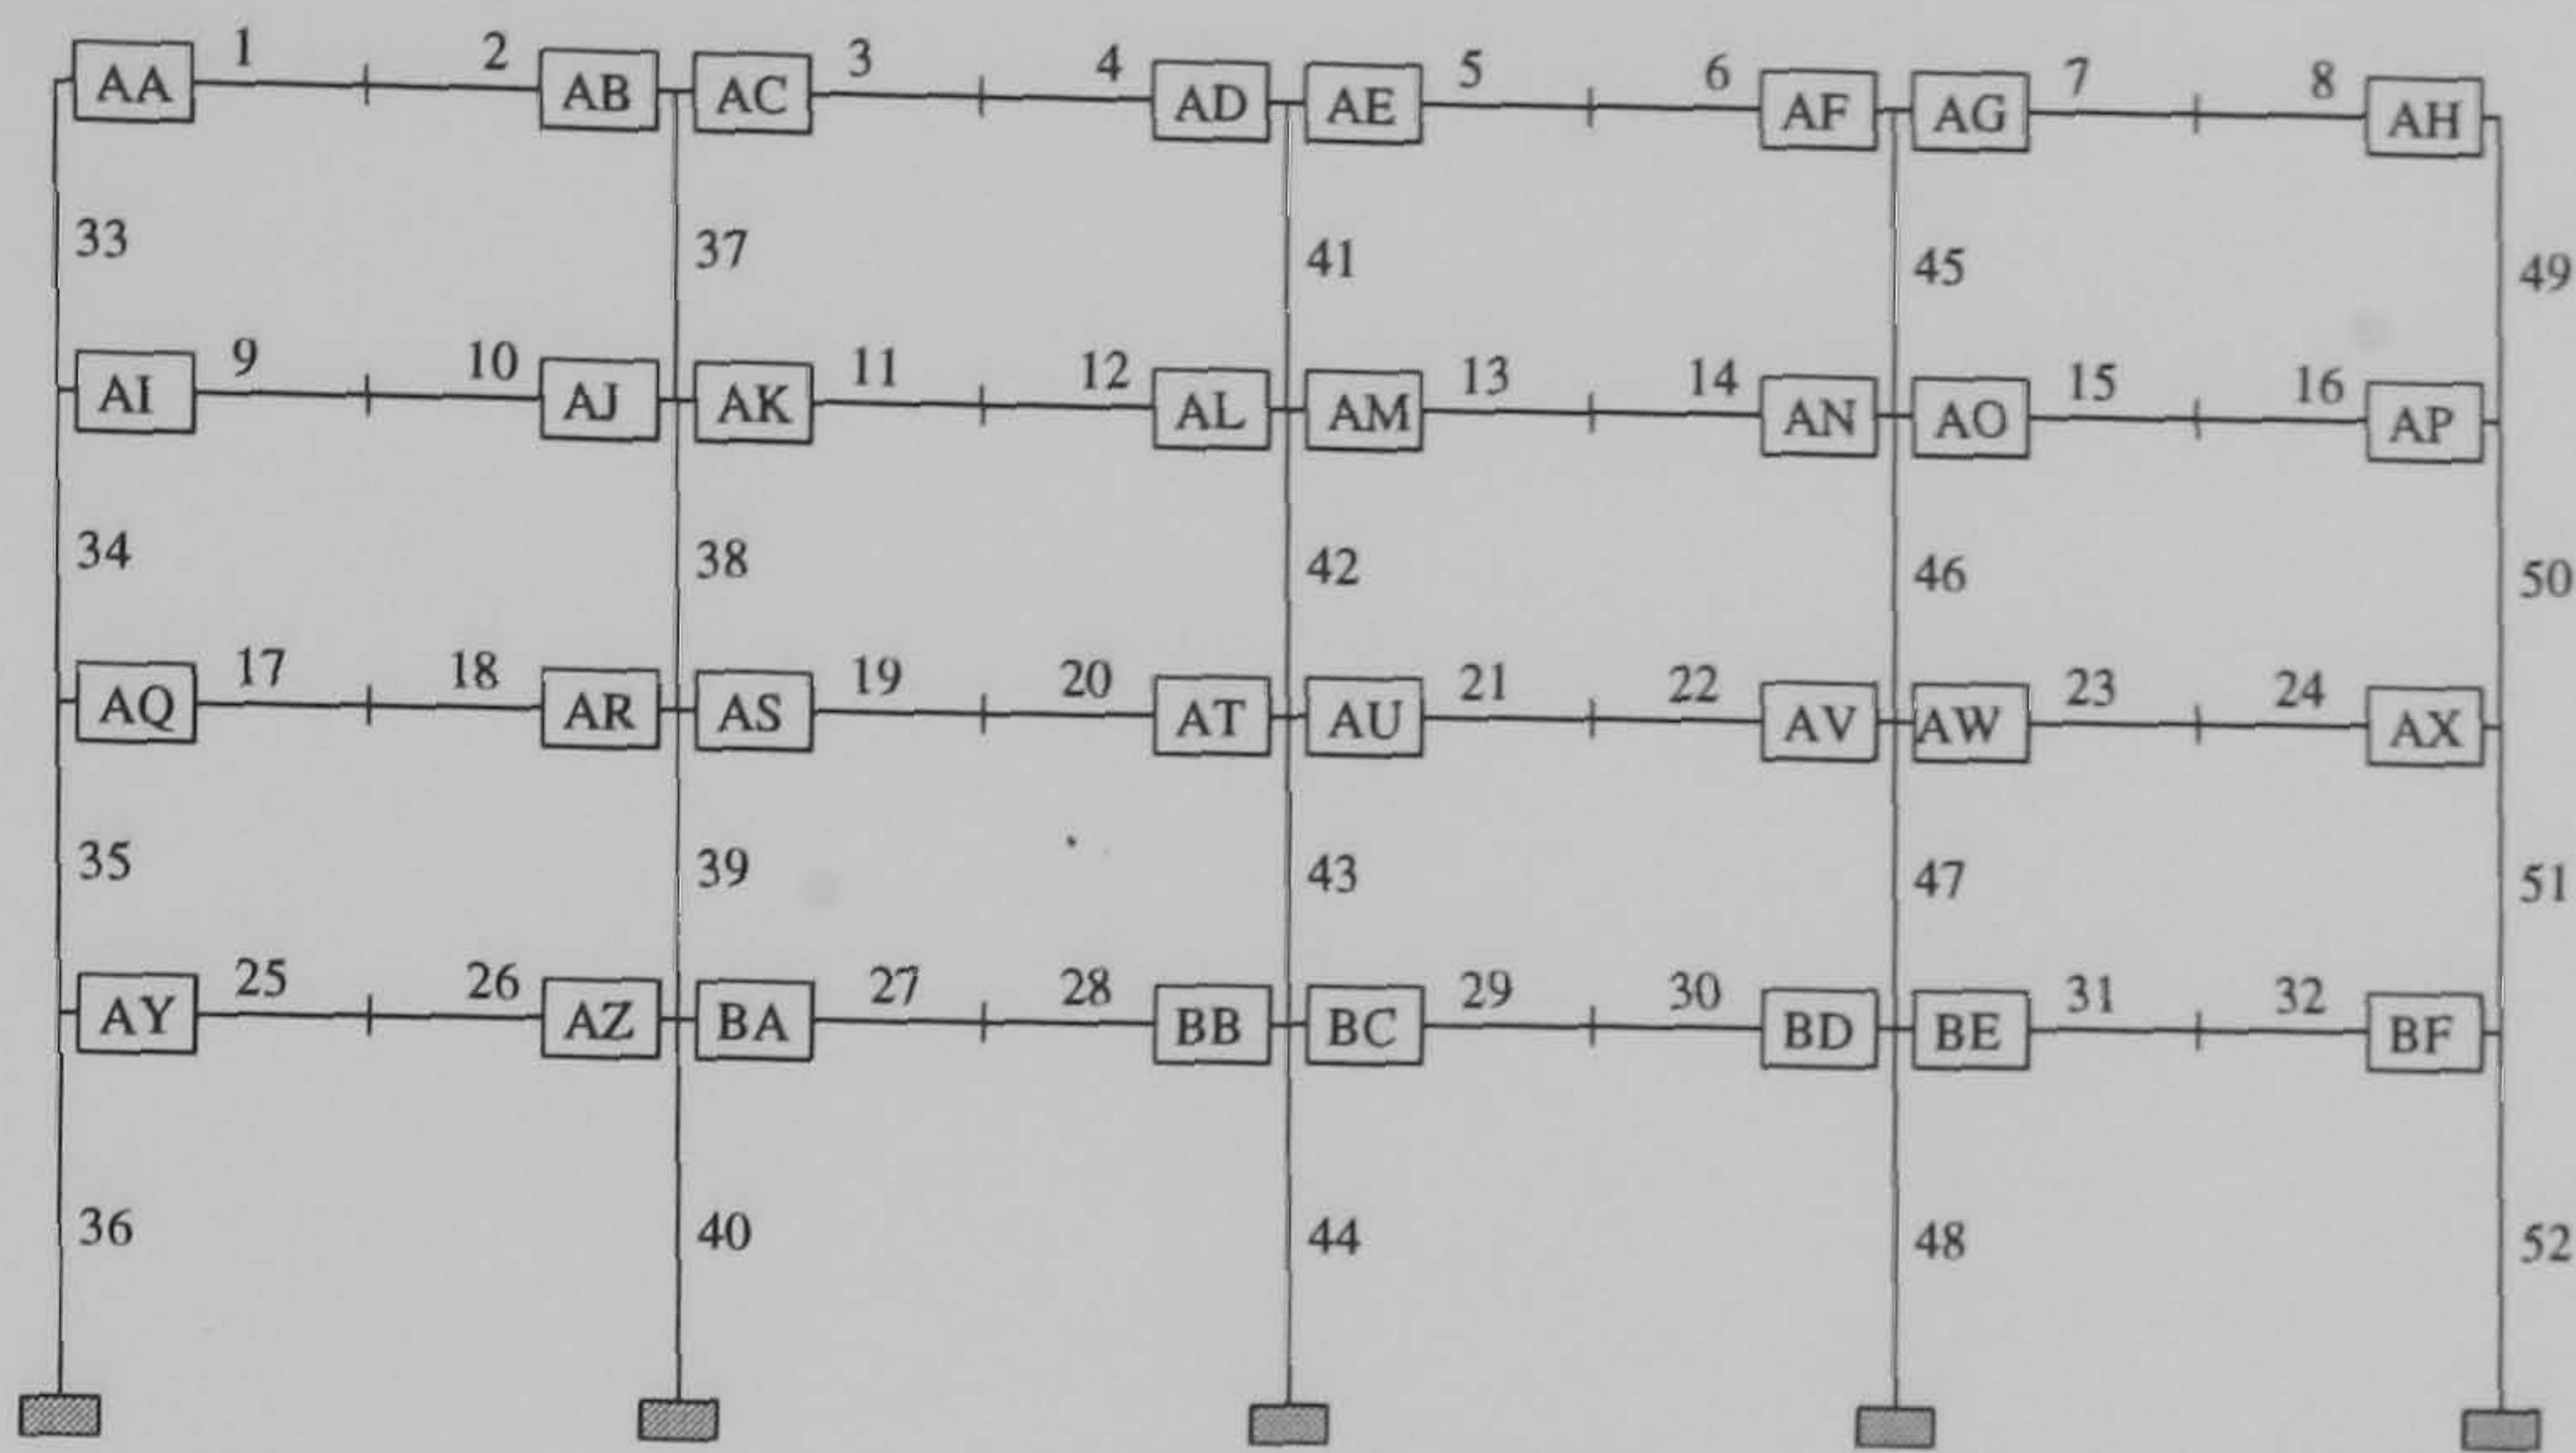 AA 1 2 AB AC 3 4 AD AE 5 6 AF AG 7 8 AH
33 37 41 45 49
AI 9 10 AJ AK 11 12 AL AM 13 14 AN AO 15 16 AP
34 38 42 46 50
AQ 17 18 AR AS 19 20 AT AU 21 22 AV AW 23 24 AX
35 39 43 47 51
AY 25 26 AZ BA 27 28 BB BC 29 30 BD BE 31 32 BF
36 40 44 48 52